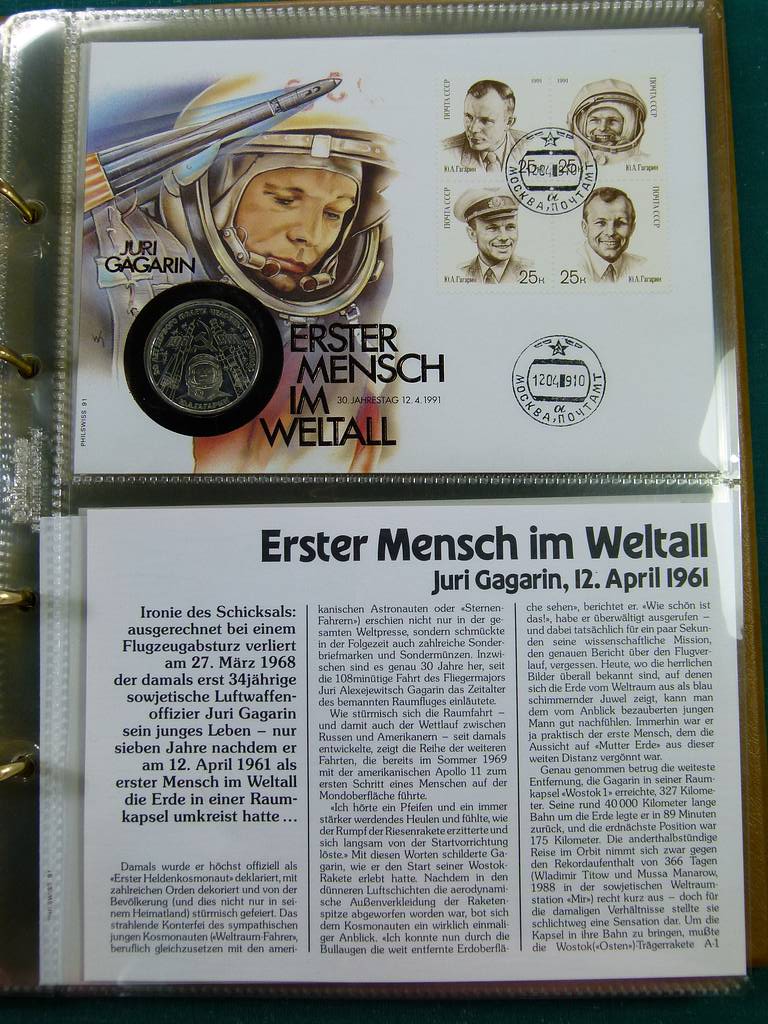 JURI
GAGARIN
ERSTER
MENSCH
IM
WELTALL
30. JAHRESTAG 12.4.1991
PHILSWISS 91
ПОЧТА СССР
1991
1991
ПОЧТА СССР
Ю.А.Гагарин
25к
25к
Ю.А.Гагарин
ПОЧТА СССР
ПОЧТА СССР
Ю.А.Гагарин
25к
25к
Ю.А.Гагарин
МОСКВА, ПОЧТАМТ
1204 910
МОСКВА, ПОЧТАМТ
Erster Mensch im Weltall
Juri Gagarin, 12. April 1961
Ironie des Schicksals:
ausgerechnet bei einem
Flugzeugabsturz verliert
am 27. März 1968
der damals erst 34jährige
sowjetische Luftwaffen-
offizier Juri Gagarin
sein junges Leben – nur
sieben Jahre nachdem er
am 12. April 1961 als
erster Mensch im Weltall
die Erde in einer Raum-
kapsel umkreist hatte ...
Damals wurde er höchst offiziell als
«Erster Heldenkosmonaut» deklariert, mit
zahlreichen Orden dekoriert und von der
Bevölkerung (und dies nicht nur in sei-
nem Heimatland) stürmisch gefeiert. Das
strahlende Konterfei des sympathischen
jungen Kosmonauten («Weltraum-Fahrer»,
beruflich gleichzusetzen mit den ameri-
kanischen Astronauten oder «Sternen-
Fahrern») erschien nicht nur in der ge-
samten Weltpresse, sondern schmückte
in der Folgezeit auch zahlreiche Sonder-
briefmarken und Sondermünzen. Inzwi-
schen sind es genau 30 Jahre her, seit
die 108minütige Fahrt des Fliegermajors
Juri Alexejewitsch Gagarin das Zeitalter
des bemannten Raumfluges einläutete.
Wie stürmisch sich die Raumfahrt –
und damit auch der Wettlauf zwischen
Russen und Amerikanern – seit damals
entwickelte, zeigt die Reihe der weiteren
Fahrten, die bereits im Sommer 1969
mit der amerikanischen Apollo 11 zum
ersten Schritt eines Menschen auf der
Mondoberfläche führte.
«Ich hörte ein Pfeifen und ein immer
stärker werdendes Heulen und fühlte, wie
der Rumpf der Riesenrakete erzitterte und
sich langsam von der Startvorrichtung
löste.» Mit diesen Worten schilderte Ga-
garin, wie er den Start seiner Wostok-
Rakete erlebt hatte. Nachdem in den
dünneren Luftschichten die aerodynami-
sche Außenverkleidung der Raketen-
spitze abgeworfen worden war, bot sich
dem Kosmonauten ein wirklich einmali-
ger Anblick. «Ich konnte nun durch die
Bullaugen die weit entfernte Erdoberflä-
che sehen», berichtet er. «Wie schön ist
das!», habe er überwältigt ausgerufen –
und dabei tatsächlich für ein paar Sekun-
den seine wissenschaftliche Mission,
den genauen Bericht über den Flugver-
lauf, vergessen. Heute, wo die herrlichen
Bilder überall bekannt sind, auf denen
sich die Erde vom Weltraum aus als blau
schimmernder Juwel zeigt, kann man
dem vom Anblick bezauberten jungen
Mann gut nachfühlen. Immerhin war er
ja praktisch der erste Mensch, dem die
Aussicht auf «Mutter Erde» aus dieser
weiten Distanz vergönnt war.
Genau genommen betrug die weiteste
Entfernung, die Gagarin in seiner Raum-
kapsel «Wostok 1» erreichte, 327 Kilome-
ter. Seine rund 40 000 Kilometer lange
Bahn um die Erde legte er in 89 Minuten
zurück, und die erdnächste Position war
175 Kilometer. Die anderthalbstündige
Reise im Orbit nimmt sich zwar gegen
den Rekordaufenthalt von 366 Tagen
(Wladimir Titow und Mussa Manarow,
1988 in der sowjetischen Weltraum-
station «Mir») recht kurz aus – doch für
die damaligen Verhältnisse stellte sie
schlichtweg eine Sensation dar. Um die
Kapsel in ihre Bahn zu bringen, mußte
die Wostok(«Osten»)-Trägerrakete A-1